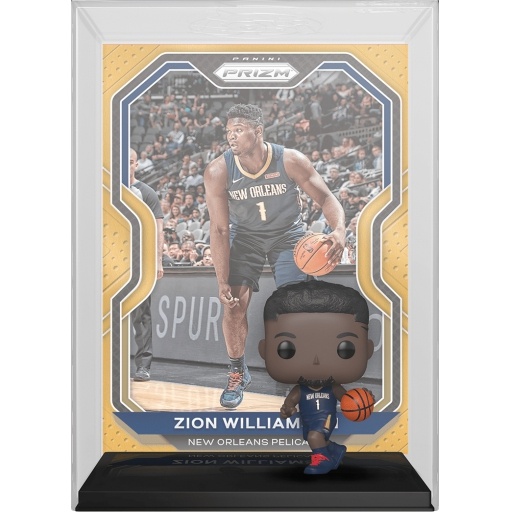 PANINI
PRIZM
NEW ORLEANS
1
SPUR
ZION WILLIAM
NEW ORLEANS PELICA
NEW ORLEANS
1